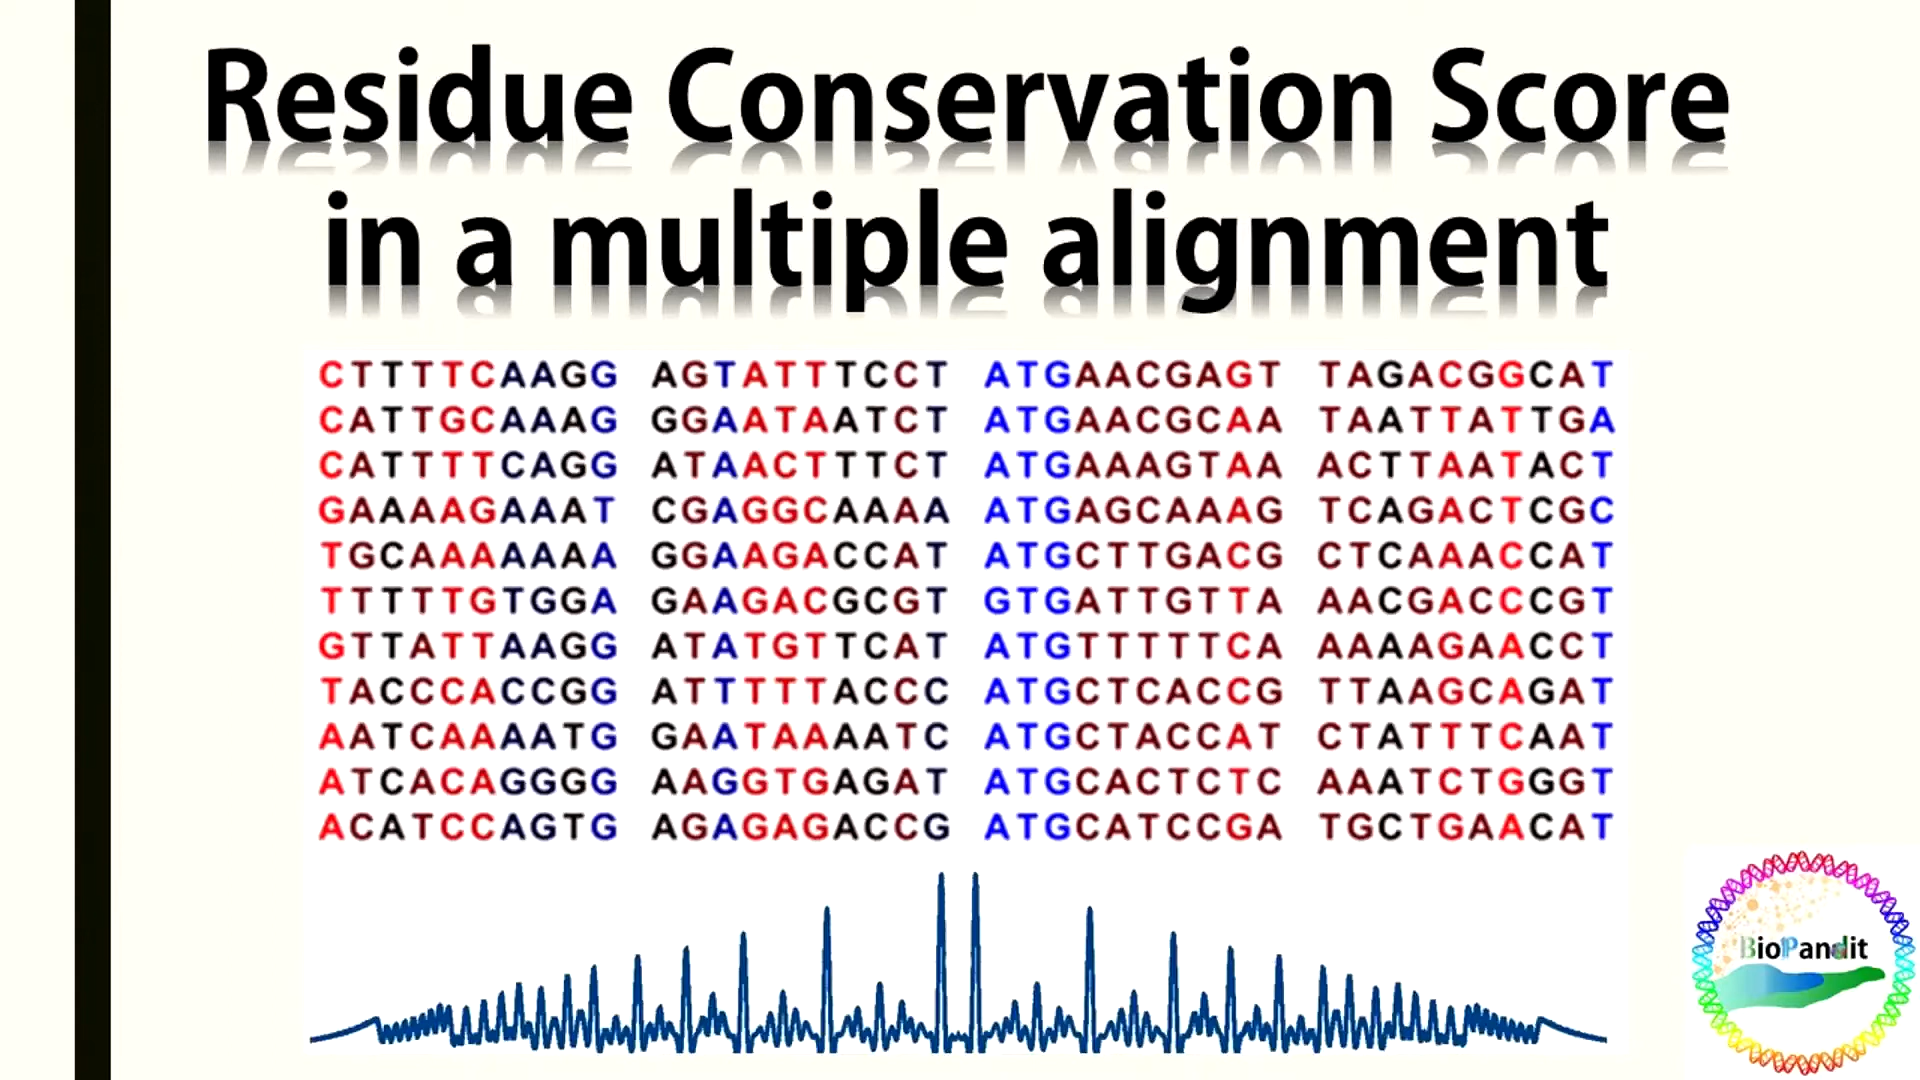 Residue Conservation Score
in a multiple alignment
CTTTTCAAGG AGTATTTCCT ATGAACGAGT TAGACGGCAT
CATTGCAAAG GGAATAATCT ATGAACGCAA TAATTATTGA
CATTTTCAGG ATAACTTTCT ATGAAAGTAA ACTTAATACT
GAAAAGAAAT CGAGGCAAAA ATGAGCAAAG TCAGACTCGC
TGCAAAAAAA GGAAGACCAT ATGCTTGACG CTCAAACCAT
TTTTTGTGGA GAAGACGCGT GTGATTGTTA AACGACCCGT
GTTATTAAGG ATATGTTCAT ATGTTTTTCA AAAAGAACCT
TACCCACCGG ATTTTTACCC ATGCTCACCG TTAAGCAGAT
AATCAAAATG GAATAAAATC ATGCTACCAT CTATTTCAAT
ATCACAGGGG AAGGTGAGAT ATGCACTCTC AAATCTGGGT
ACATCCAGTG AGAGAGACCG ATGCATCCGA TGCTGAACAT
BioPandit